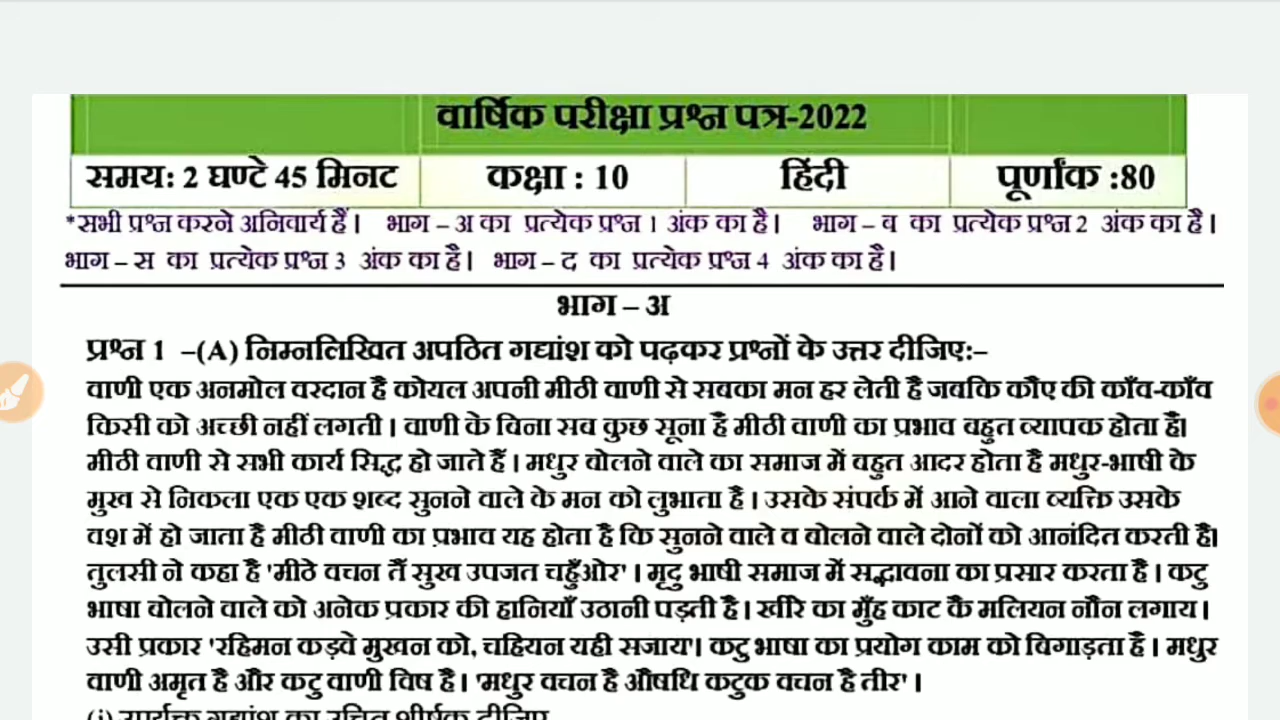 वार्षिक परीक्षा प्रश्न पत्र-2022
समय: 2 घण्टे 45 मिनट कक्षा : 10 हिंदी पूर्णांक :80
*सभी प्रश्न करने अनिवार्य हैं। भाग – अ का प्रत्येक प्रश्न 1 अंक का है। भाग – ब का प्रत्येक प्रश्न 2 अंक का है।
भाग – स का प्रत्येक प्रश्न 3 अंक का है। भाग – द का प्रत्येक प्रश्न 4 अंक का है।
भाग – अ
प्रश्न 1 –(A) निम्नलिखित अपठित गद्यांश को पढ़कर प्रश्नों के उत्तर दीजिए:–
वाणी एक अनमोल वरदान है कोयल अपनी मीठी वाणी से सबका मन हर लेती है जबकि कौए की काँव-काँव
किसी को अच्छी नहीं लगती। वाणी के बिना सब कुछ सूना है मीठी वाणी का प्रभाव बहुत व्यापक होता है।
मीठी वाणी से सभी कार्य सिद्ध हो जाते हैं। मधुर बोलने वाले का समाज में बहुत आदर होता है मधुर-भाषी के
मुख से निकला एक एक शब्द सुनने वाले के मन को लुभाता है। उसके संपर्क में आने वाला व्यक्ति उसके
वश में हो जाता है मीठी वाणी का प्रभाव यह होता है कि सुनने वाले व बोलने वाले दोनों को आनंदित करती है।
तुलसी ने कहा है 'मीठे वचन तैं सुख उपजत चहुँओर'। मृदु भाषी समाज में सद्भावना का प्रसार करता है। कटु
भाषा बोलने वाले को अनेक प्रकार की हानियाँ उठानी पड़ती है। खीरे का मुँह काट कै मलियन नौन लगाय।
उसी प्रकार 'रहिमन कड़वे मुखन को, चहियन यही सजाय'। कटु भाषा का प्रयोग काम को बिगाड़ता है। मधुर
वाणी अमृत है और कटु वाणी विष है। 'मधुर वचन है औषधि कटुक वचन है तीर'।
(i) उपर्युक्त गद्यांश का उचित शीर्षक दीजिए